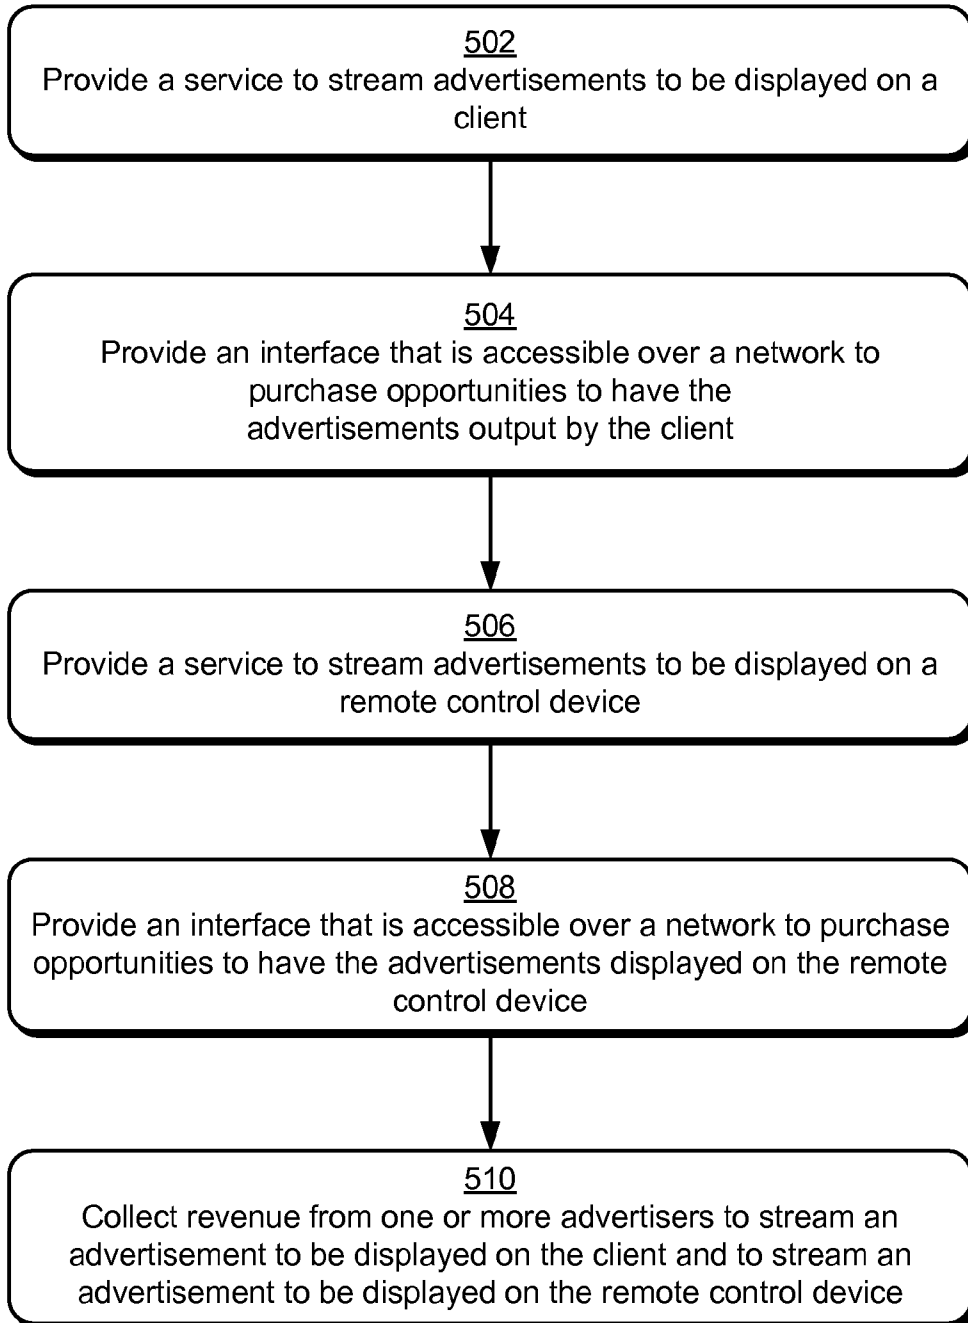 502
Provide a service to stream advertisements to be displayed on a
client
504
Provide an interface that is accessible over a network to
purchase opportunities to have the
advertisements output by the client
506
Provide a service to stream advertisements to be displayed on a
remote control device
508
Provide an interface that is accessible over a network to purchase
opportunities to have the advertisements displayed on the remote
control device
510
Collect revenue from one or more advertisers to stream an
advertisement to be displayed on the client and to stream an
advertisement to be displayed on the remote control device